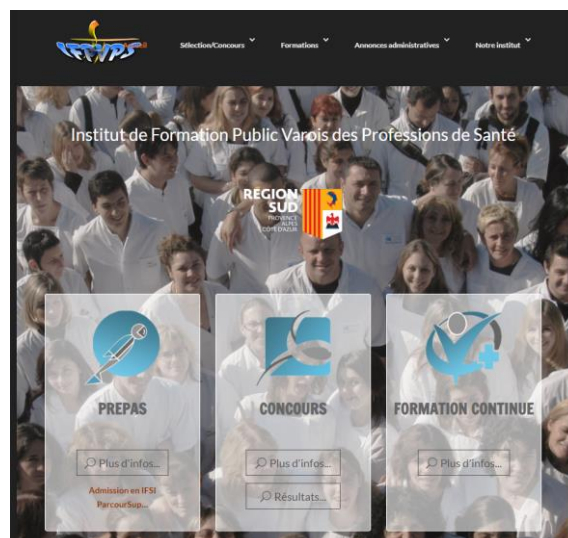 IFPVPS
Sélection/Concours
Formations
Annonces administratives
Notre institut
Institut de Formation Public Varois des Professions de Santé
REGION
SUD
PROVENCE
ALPES
CÔTE D'AZUR
PREPAS
CONCOURS
FORMATION CONTINUE
Plus d'infos...
Plus d'infos...
Plus d'infos...
Admission en IFSI
ParcourSup...
Résultats...